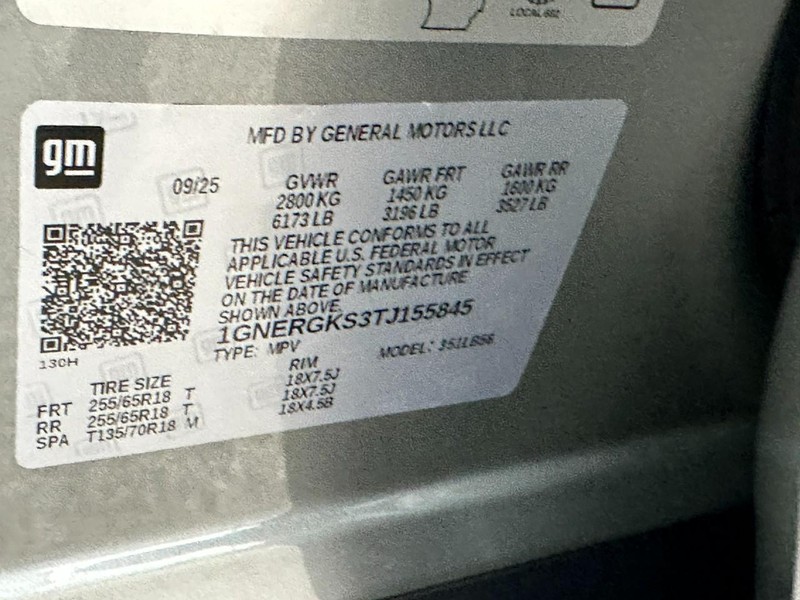 LOCAL 602
gm
MFD BY GENERAL MOTORS LLC
09/25
GVWR GAWR FRT GAWR RR
2800 KG 1450 KG 1600 KG
6173 LB 3196 LB 3527 LB
THIS VEHICLE CONFORMS TO ALL
APPLICABLE U.S. FEDERAL MOTOR
VEHICLE SAFETY STANDARDS IN EFFECT
ON THE DATE OF MANUFACTURE
SHOWN ABOVE.
1GNERGKS3TJ155845
TYPE: MPV MODEL: 351LB56
130H
TIRE SIZE RIM
FRT 255/65R18 T 18X7.5J
RR 255/65R18 T 18X7.5J
SPA T135/70R18 M 18X4.5B